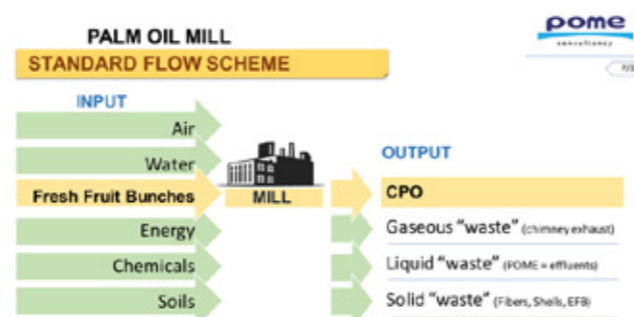 PALM OIL MILL
STANDARD FLOW SCHEME
pome
consultancy
INPUT
Air
Water
Fresh Fruit Bunches
Energy
Chemicals
Soils
MILL
OUTPUT
CPO
Gaseous “waste” (chimney exhaust)
Liquid “waste” (POME = effluents)
Solid “waste” (Fibers, Shells, EFB)